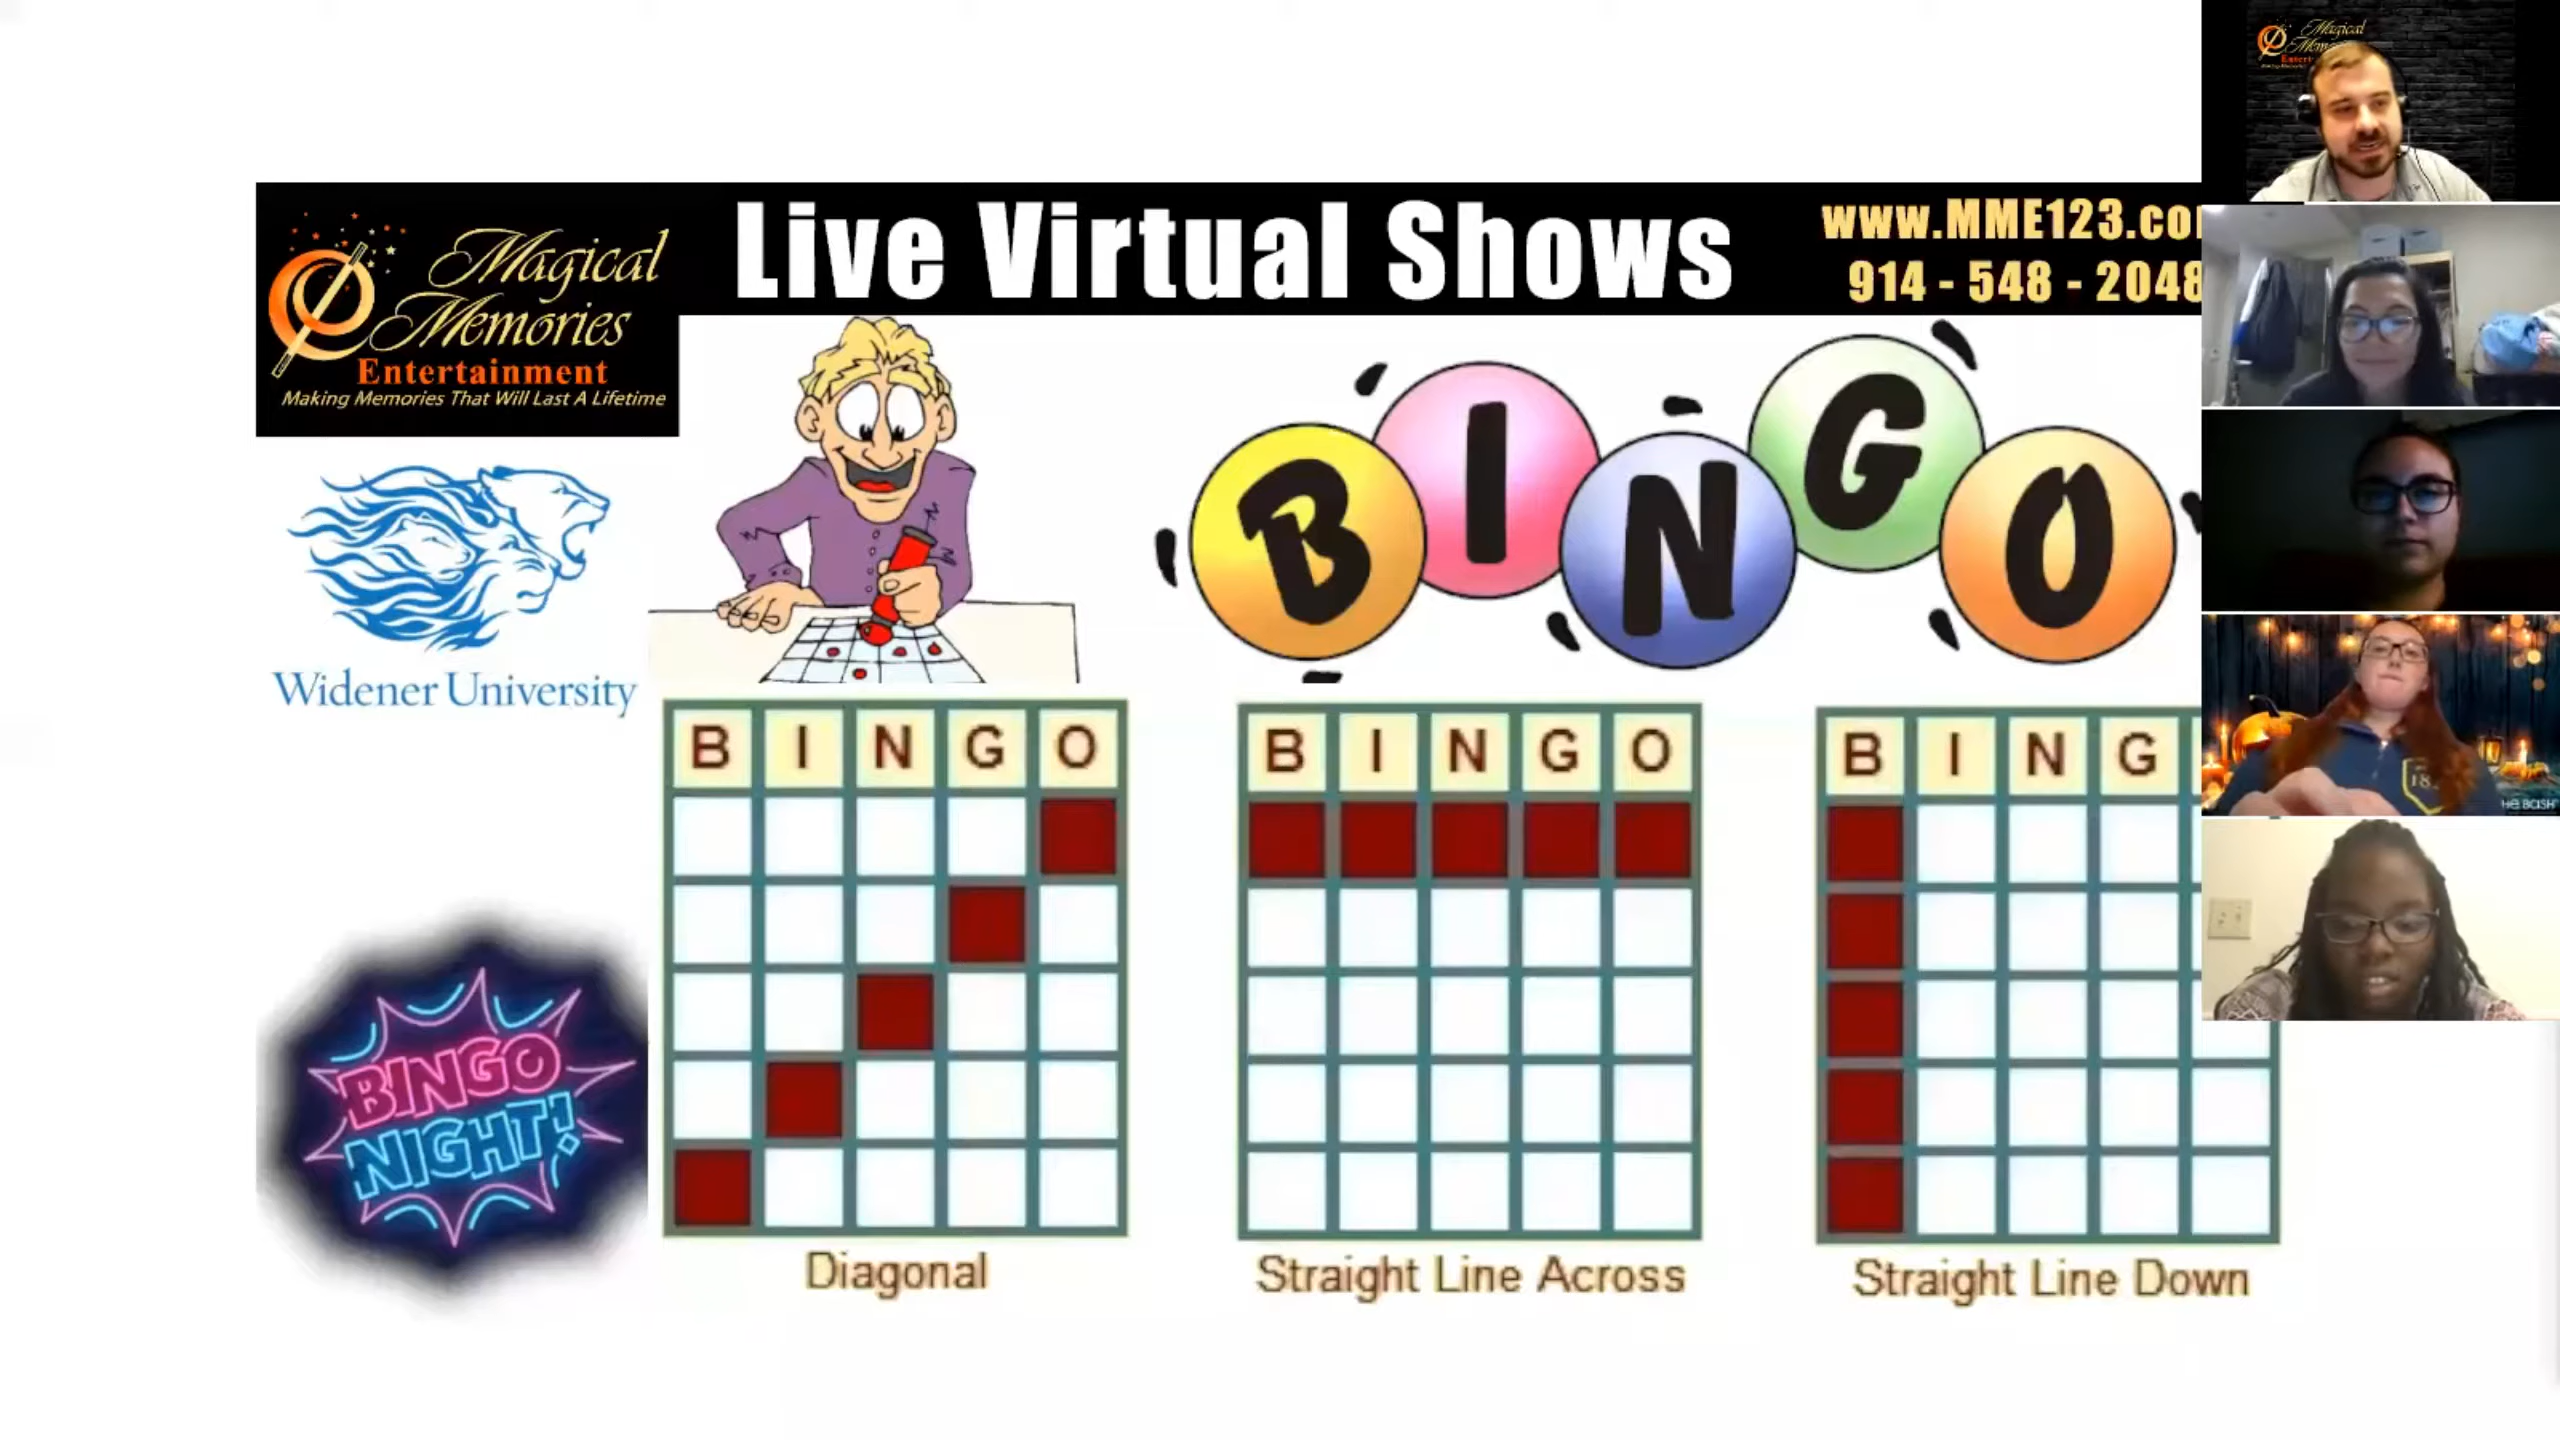 Magical
Memories
Entertainment
Making Memories That Will Last A Lifetime
Live Virtual Shows
www.MME123.co
914 - 548 - 2048
Widener University
BINGO
BINGO
NIGHT!
B I N G O
Diagonal
B I N G O
Straight Line Across
B I N G
Straight Line Down
Magical